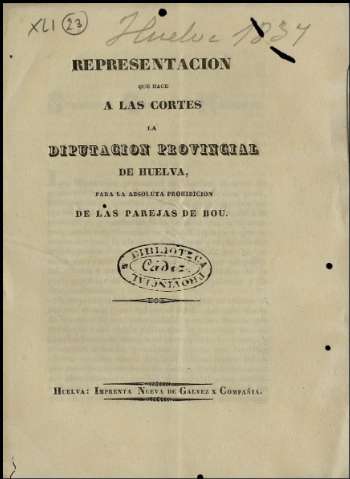 XLI 23
Huelva 1837
REPRESENTACION
QUE HACE
A LAS CORTES
LA
DIPUTACION PROVINCIAL
DE HUELVA,
PARA LA ABSOLUTA PROHIBICION
DE LAS PAREJAS DE BOU.
BIBLIOTECA
Cádiz
PROVINCIAL
HUELVA: IMPRENTA NUEVA DE GALVEZ Y COMPAÑIA.